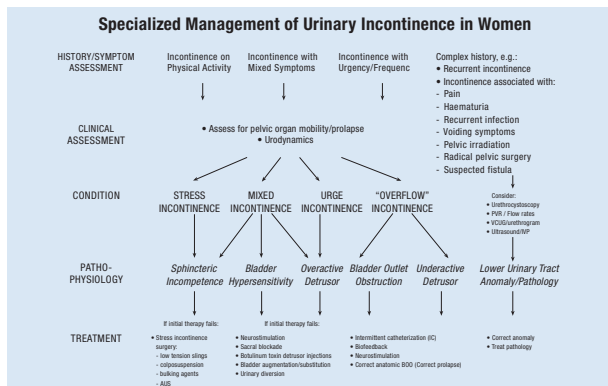 Specialized Management of Urinary Incontinence in Women
HISTORY/SYMPTOM
ASSESSMENT
Incontinence on
Physical Activity
Incontinence with
Mixed Symptoms
Incontinence with
Urgency/Frequenc
Complex history, e.g.:
• Recurrent incontinence
• Incontinence associated with:
- Pain
- Haematuria
- Recurrent infection
- Voiding symptoms
- Pelvic irradiation
- Radical pelvic surgery
- Suspected fistula
CLINICAL
ASSESSMENT
• Assess for pelvic organ mobility/prolapse
• Urodynamics
CONDITION
STRESS
INCONTINENCE
MIXED
INCONTINENCE
URGE
INCONTINENCE
“OVERFLOW”
INCONTINENCE
Consider:
• Urethrocystoscopy
• PVR / Flow rates
• VCUG/urethrogram
• Ultrasound/IVP
PATHO-
PHYSIOLOGY
Sphincteric
Incompetence
Bladder
Hypersensitivity
Overactive
Detrusor
Bladder Outlet
Obstruction
Underactive
Detrusor
Lower Urinary Tract
Anomaly/Pathology
TREATMENT
If initial therapy fails:
• Stress incontinence
surgery:
- low tension slings
- colposuspension
- bulking agents
- AUS
If initial therapy fails:
• Neurostimulation
• Sacral blockade
• Botulinum toxin detrusor injections
• Bladder augmentation/substitution
• Urinary diversion
• Intermittent catheterization (IC)
• Biofeedback
• Neurostimulation
• Correct anatomic BOO (Correct prolapse)
• Correct anomaly
• Treat pathology